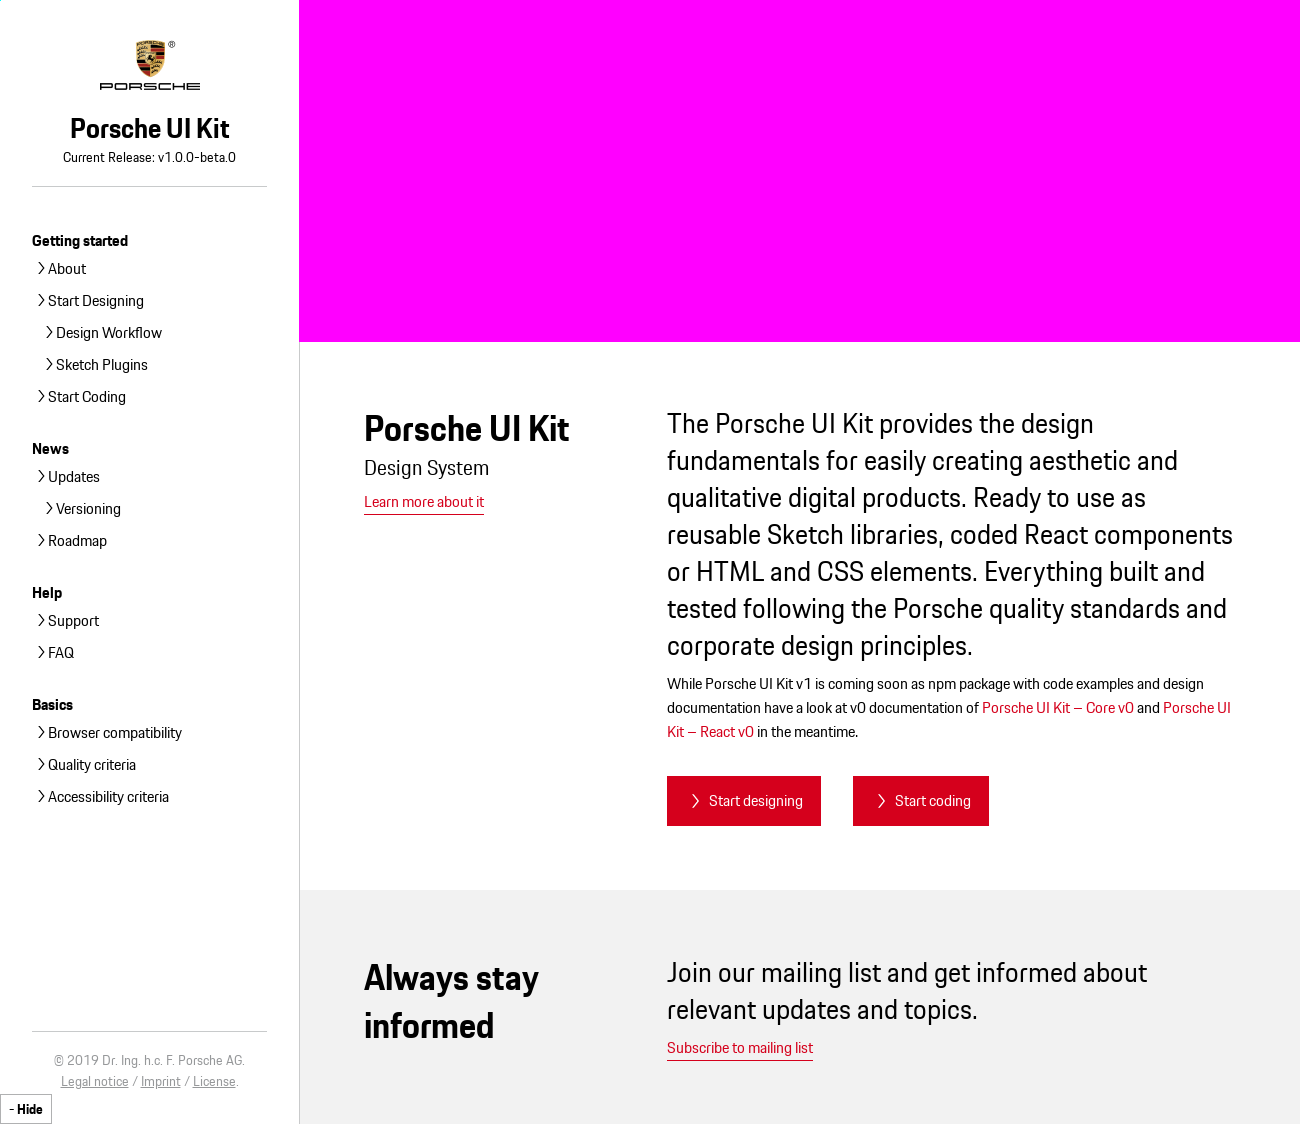 ®
PORSCHE
Porsche UI Kit
Current Release: v1.0.0-beta.0
Getting started
About
Start Designing
Design Workflow
Sketch Plugins
Start Coding
News
Updates
Versioning
Roadmap
Help
Support
FAQ
Basics
Browser compatibility
Quality criteria
Accessibility criteria
© 2019 Dr. Ing. h.c. F. Porsche AG.
Legal notice / Imprint / License.
- Hide
Porsche UI Kit
Design System
Learn more about it
The Porsche UI Kit provides the design
fundamentals for easily creating aesthetic and
qualitative digital products. Ready to use as
reusable Sketch libraries, coded React components
or HTML and CSS elements. Everything built and
tested following the Porsche quality standards and
corporate design principles.
While Porsche UI Kit v1 is coming soon as npm package with code examples and design
documentation have a look at v0 documentation of Porsche UI Kit – Core v0 and Porsche UI
Kit – React v0 in the meantime.
Start designing
Start coding
Always stay
informed
Join our mailing list and get informed about
relevant updates and topics.
Subscribe to mailing list